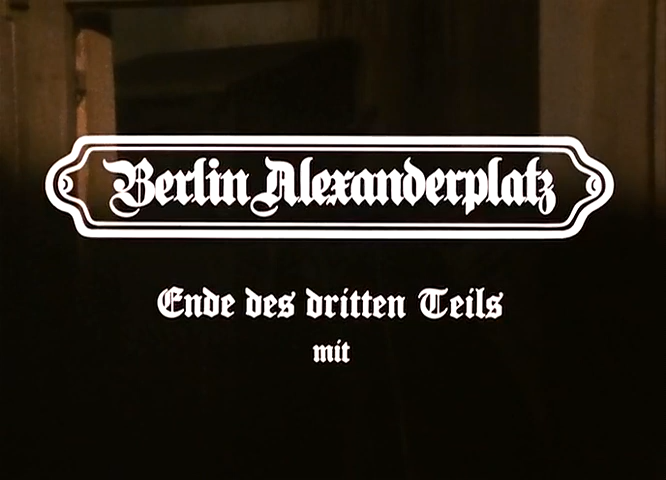 Berlin Alexanderplatz
Ende des dritten Teils
mit